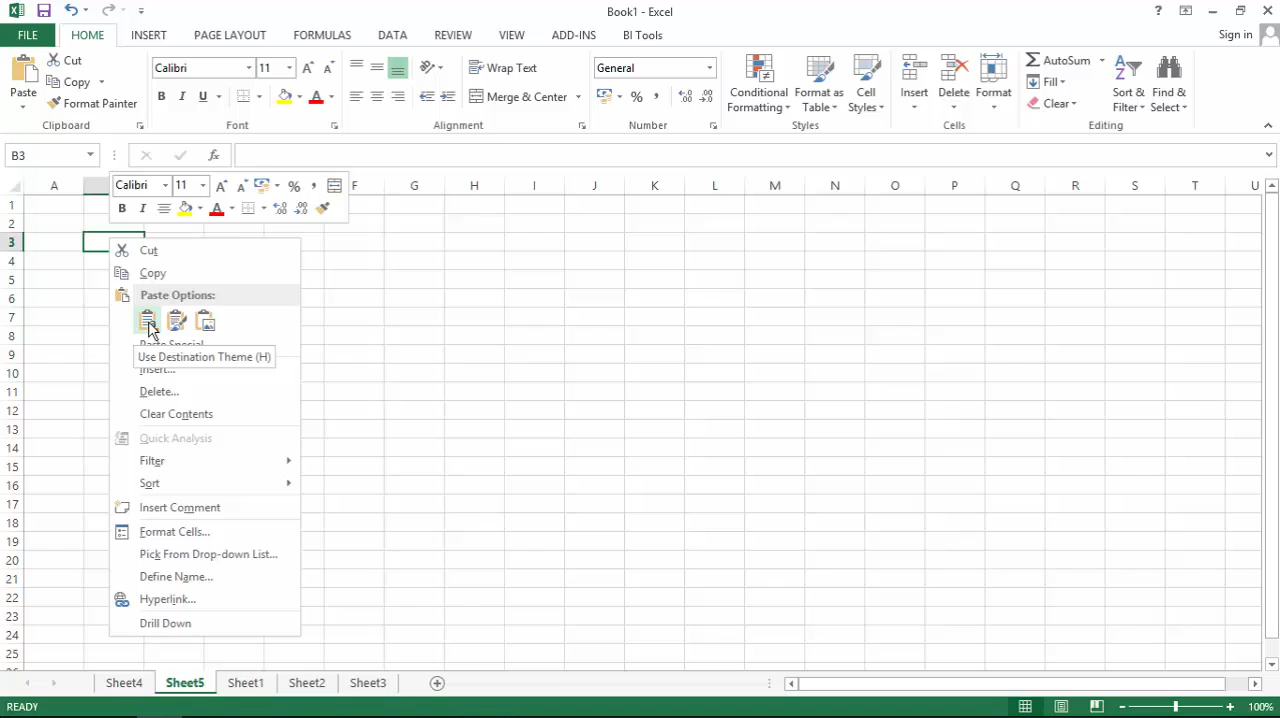 Book1 - Excel
?
FILE HOME INSERT PAGE LAYOUT FORMULAS DATA REVIEW VIEW ADD-INS BI Tools Sign in
Cut
Copy
Format Painter
Paste
Clipboard
Calibri 11
B I U
Font
Wrap Text
Merge & Center
Alignment
General
% ,
Number
Conditional Formatting
Format as Table
Cell Styles
Styles
Insert Delete Format
Cells
AutoSum
Fill
Clear
Sort & Filter
Find & Select
Editing
B3
fx
A F G H I J K L M N O P Q R S T U
Calibri 11 % ,
B I
1
2
3
4
5
6
7
8
9
10
11
12
13
14
15
16
17
18
19
20
21
22
23
24
25
Cut
Copy
Paste Options:
Paste Special...
Use Destination Theme (H)
Insert...
Delete...
Clear Contents
Quick Analysis
Filter
Sort
Insert Comment
Format Cells...
Pick From Drop-down List...
Define Name...
Hyperlink...
Drill Down
Sheet4 Sheet5 Sheet1 Sheet2 Sheet3
READY 100%